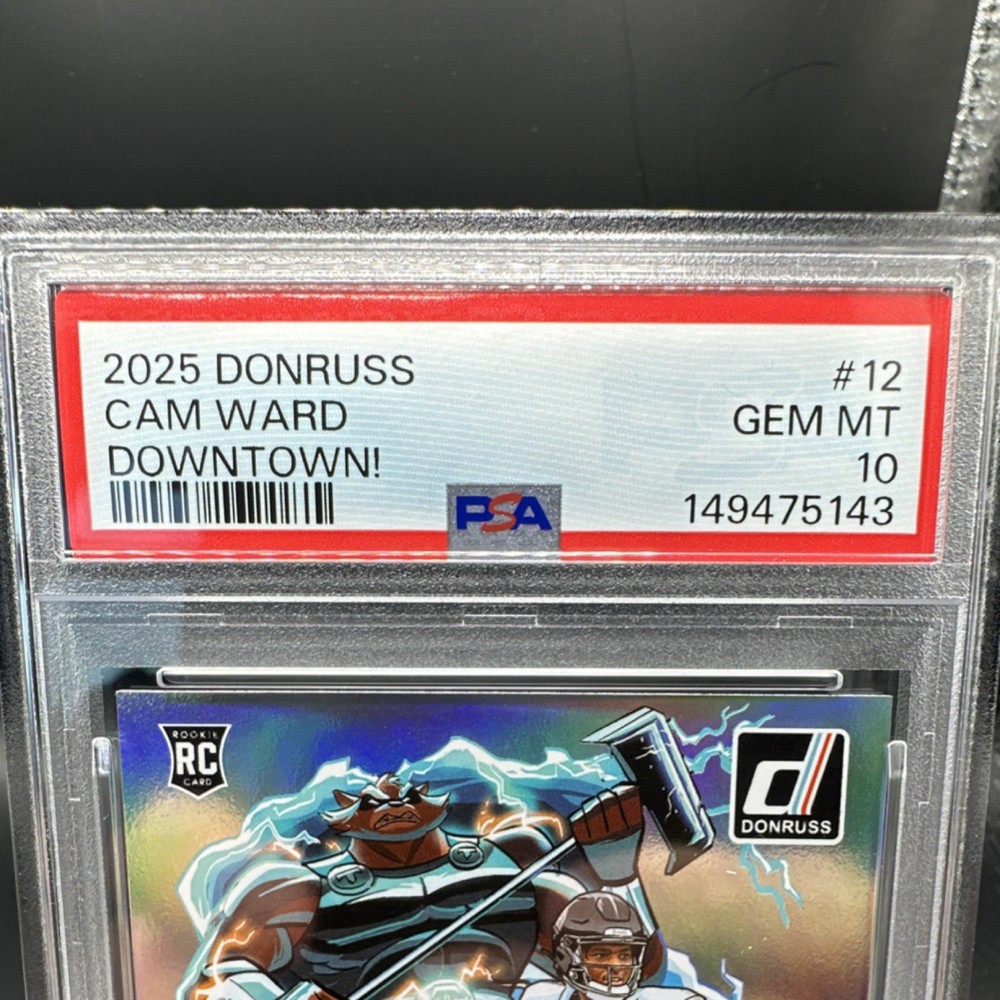 2025 DONRUSS #12
CAM WARD GEM MT
DOWNTOWN! 10
PSA 149475143
ROOKIE
RC
CARD
DONRUSS